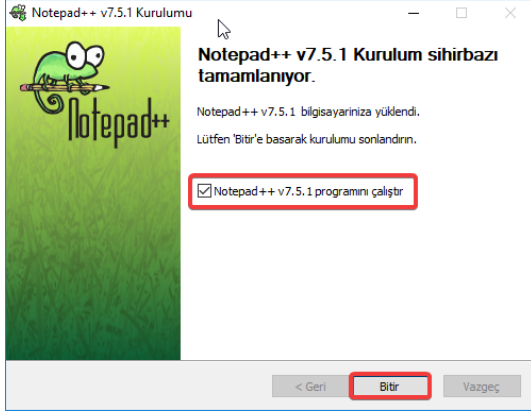 Notepad++ v7.5.1 Kurulumu
Notepad++
Notepad++ v7.5.1 Kurulum sihirbazı
tamamlanıyor.
Notepad++ v7.5.1 bilgisayariniza yüklendi.
Lütfen 'Bitir'e basarak kurulumu sonlandırın.
Notepad++ v7.5.1 programını çalıştır
< Geri
Bitir
Vazgeç